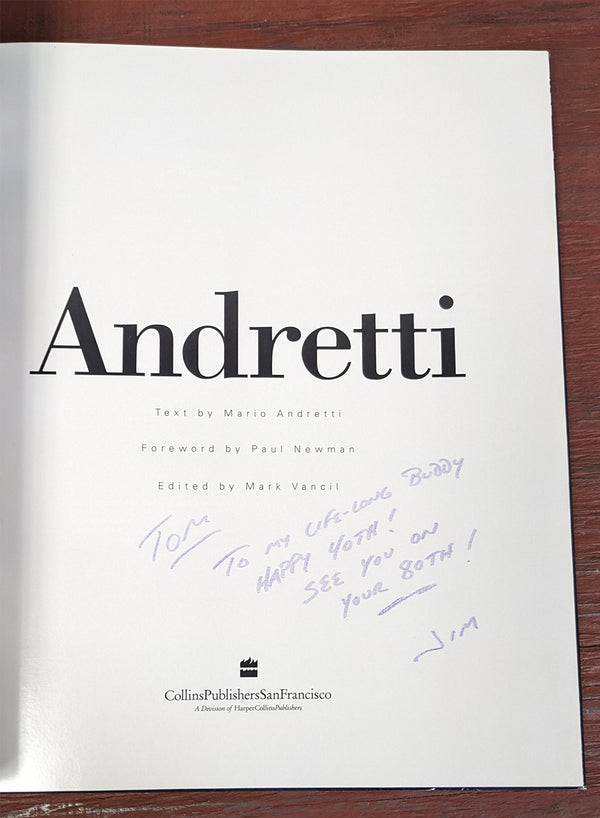 Andretti
Text by Mario Andretti
Foreword by Paul Newman
Edited by Mark Vancil
TOM
TO MY LIFE-LONG BUDDY
HAPPY 40TH!
SEE YOU ON
YOUR 80TH!
JIM
CollinsPublishersSanFrancisco
A Division of HarperCollinsPublishers